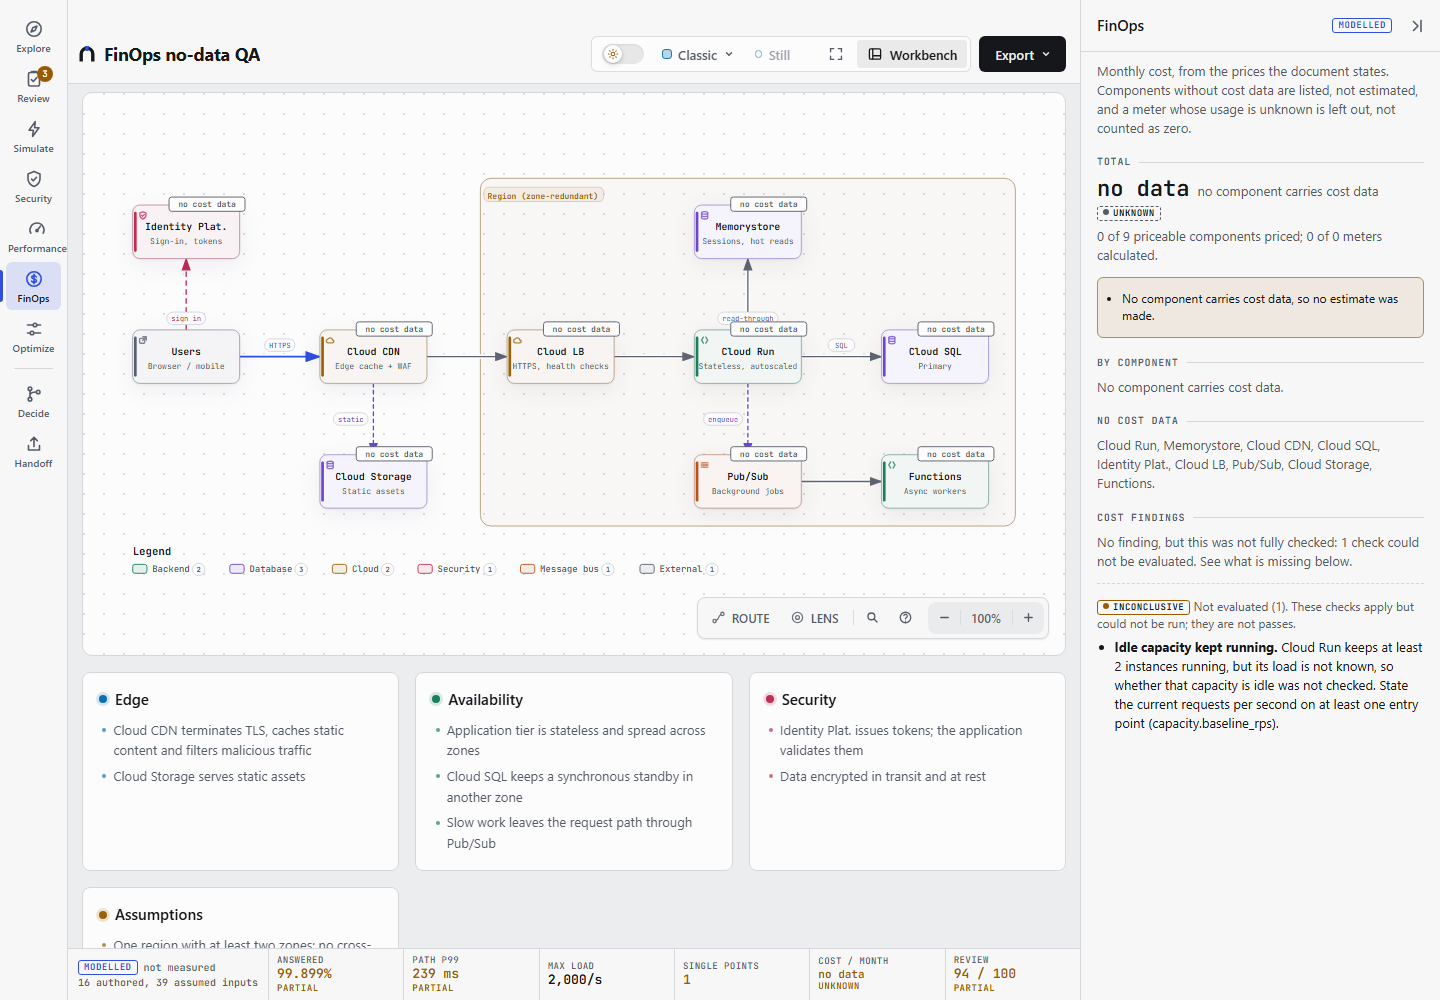 Explore
3
Review
Simulate
Security
Performance
FinOps
Optimize
Decide
Handoff
FinOps no-data QA
Classic
Still
Workbench
Export
Region (zone-redundant)
no cost data
Identity Plat.
Sign-in, tokens
no cost data
Memorystore
Sessions, hot reads
sign in
read-through
Users
Browser / mobile
HTTPS
no cost data
Cloud CDN
Edge cache + WAF
no cost data
Cloud LB
HTTPS, health checks
no cost data
Cloud Run
Stateless, autoscaled
SQL
no cost data
Cloud SQL
Primary
static
enqueue
no cost data
Cloud Storage
Static assets
no cost data
Pub/Sub
Background jobs
no cost data
Functions
Async workers
Legend
Backend 2
Database 3
Cloud 2
Security 1
Message bus 1
External 1
ROUTE
LENS
100%
Edge
Cloud CDN terminates TLS, caches static
content and filters malicious traffic
Cloud Storage serves static assets
Availability
Application tier is stateless and spread across
zones
Cloud SQL keeps a synchronous standby in
another zone
Slow work leaves the request path through
Pub/Sub
Security
Identity Plat. issues tokens; the application
validates them
Data encrypted in transit and at rest
Assumptions
One region with at least two zones; no cross-
MODELLED not measured
16 authored, 39 assumed inputs
ANSWERED
99.899%
PARTIAL
PATH P99
239 ms
PARTIAL
MAX LOAD
2,000/s
SINGLE POINTS
1
COST / MONTH
no data
UNKNOWN
REVIEW
94 / 100
PARTIAL
FinOps
MODELLED
Monthly cost, from the prices the document states.
Components without cost data are listed, not estimated,
and a meter whose usage is unknown is left out, not
counted as zero.
TOTAL
no data no component carries cost data
UNKNOWN
0 of 9 priceable components priced; 0 of 0 meters
calculated.
No component carries cost data, so no estimate was
made.
BY COMPONENT
No component carries cost data.
NO COST DATA
Cloud Run, Memorystore, Cloud CDN, Cloud SQL,
Identity Plat., Cloud LB, Pub/Sub, Cloud Storage,
Functions.
COST FINDINGS
No finding, but this was not fully checked: 1 check could
not be evaluated. See what is missing below.
INCONCLUSIVE Not evaluated (1). These checks apply but
could not be run; they are not passes.
Idle capacity kept running. Cloud Run keeps at least
2 instances running, but its load is not known, so
whether that capacity is idle was not checked. State
the current requests per second on at least one entry
point (capacity.baseline_rps).